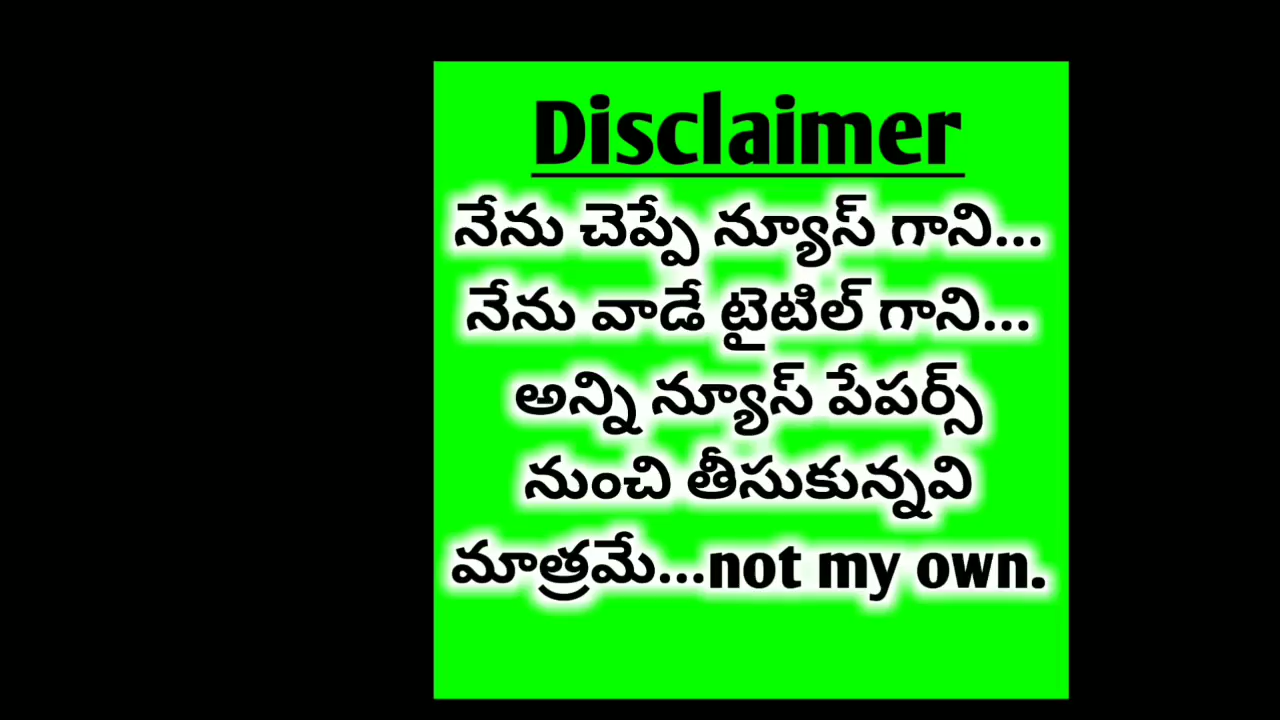 Disclaimer
నేను చెప్పే న్యూస్ గాని...
నేను వాడే టైటిల్ గాని...
అన్ని న్యూస్ పేపర్స్
నుంచి తీసుకున్నవి
మాత్రమే...not my own.